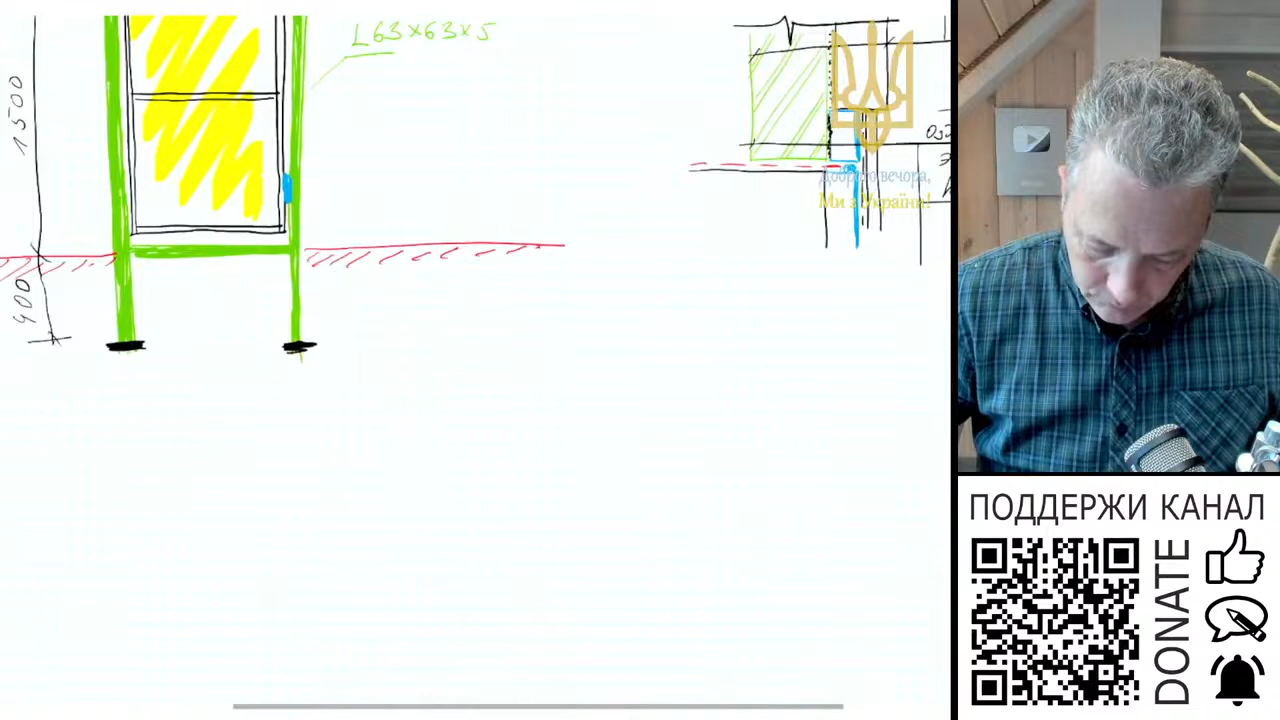 L63×63×5
1500
400
Доброго вечора,
Ми з України!
ПОДДЕРЖИ КАНАЛ
DONATE